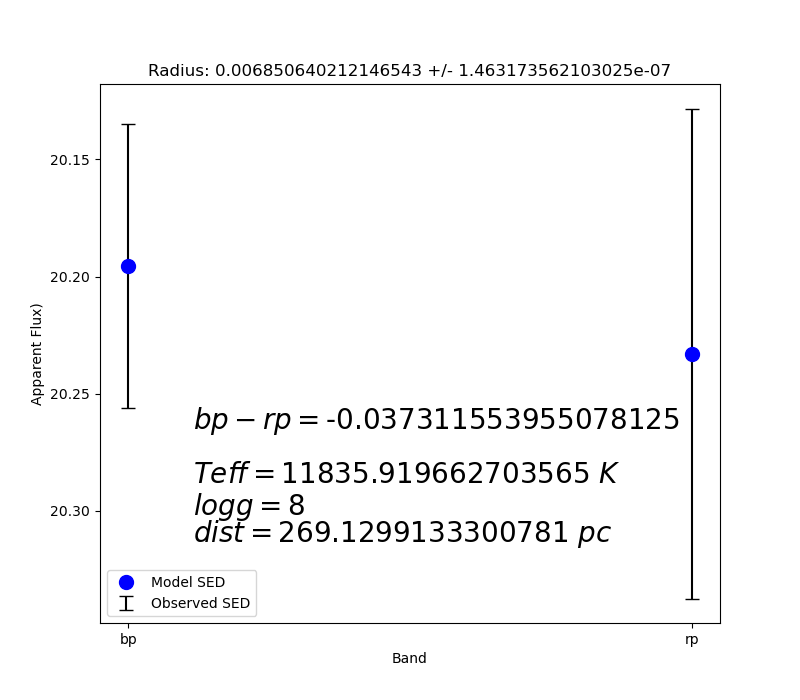 Radius: 0.006850640212146543 +/- 1.463173562103025e-07
20.15
20.20
20.25
20.30
Apparent Flux)
bp − rp = -0.037311553955078125
Teff = 11835.919662703565 K
logg = 8
dist = 269.1299133300781 pc
Model SED
Observed SED
bp
rp
Band